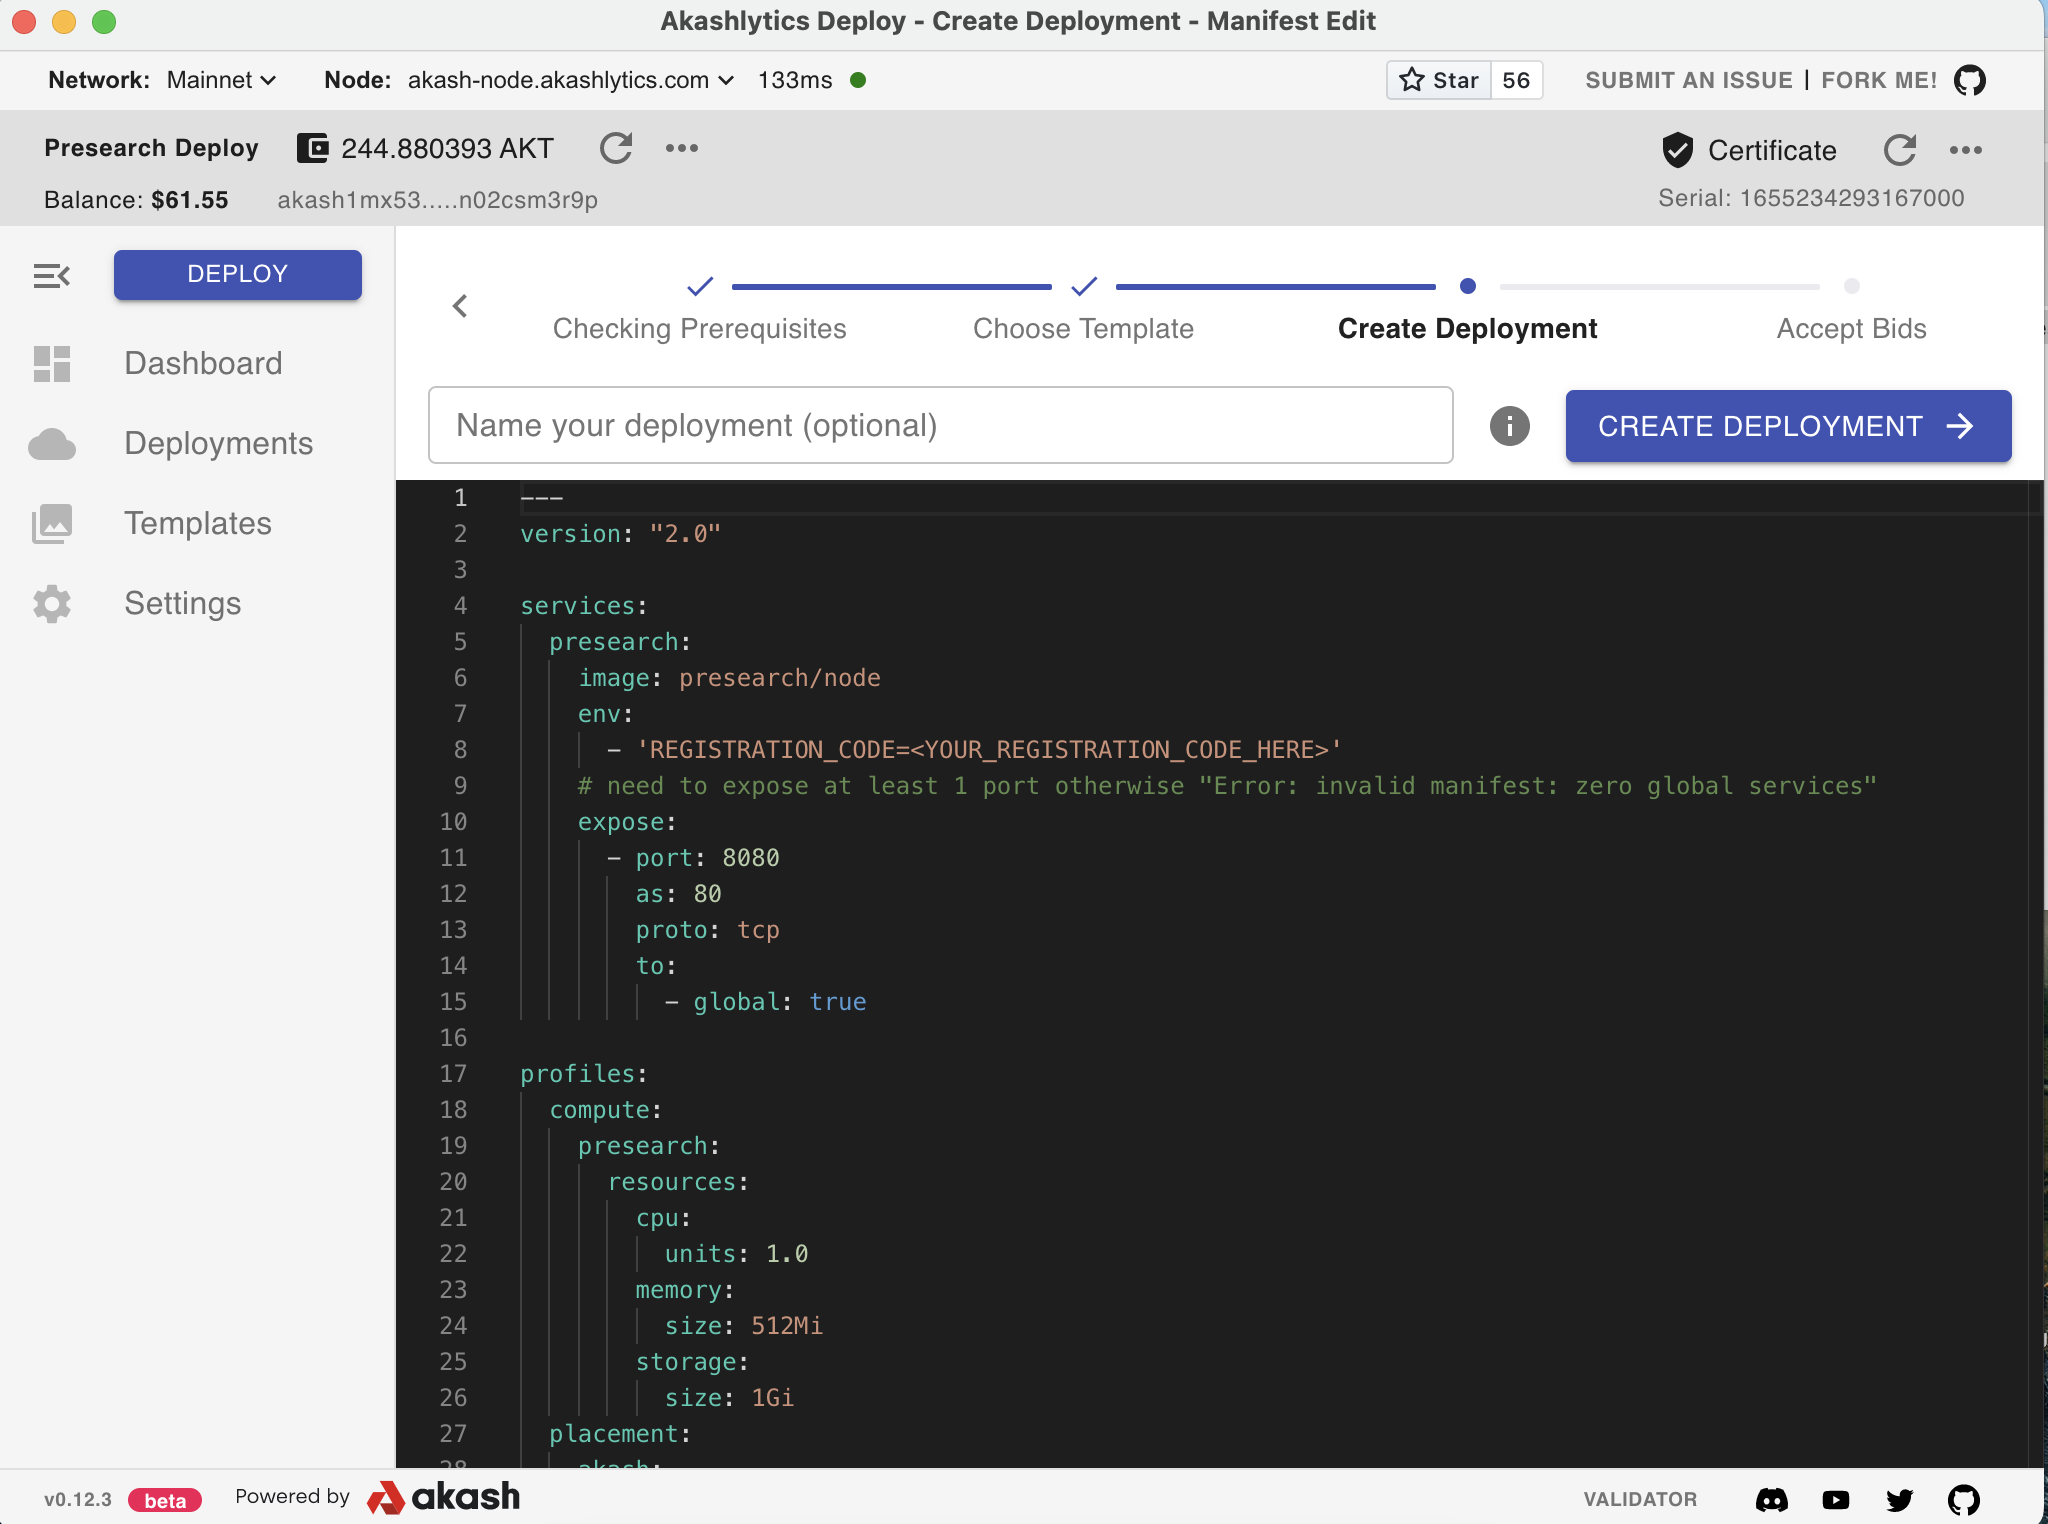 Akashlytics Deploy - Create Deployment - Manifest Edit
Network: Mainnet Node: akash-node.akashlytics.com 133ms Star 56 SUBMIT AN ISSUE | FORK ME!
Presearch Deploy 244.880393 AKT Certificate
Balance: $61.55 akash1mx53.....n02csm3r9p Serial: 1655234293167000
DEPLOY
Dashboard
Deployments
Templates
Settings
Checking Prerequisites Choose Template Create Deployment Accept Bids
Name your deployment (optional) CREATE DEPLOYMENT
1 ---
2 version: "2.0"
3
4 services:
5 presearch:
6 image: presearch/node
7 env:
8 - 'REGISTRATION_CODE=<YOUR_REGISTRATION_CODE_HERE>'
9 # need to expose at least 1 port otherwise "Error: invalid manifest: zero global services"
10 expose:
11 - port: 8080
12 as: 80
13 proto: tcp
14 to:
15 - global: true
16
17 profiles:
18 compute:
19 presearch:
20 resources:
21 cpu:
22 units: 1.0
23 memory:
24 size: 512Mi
25 storage:
26 size: 1Gi
27 placement:
28 akash:
v0.12.3 beta Powered by akash VALIDATOR